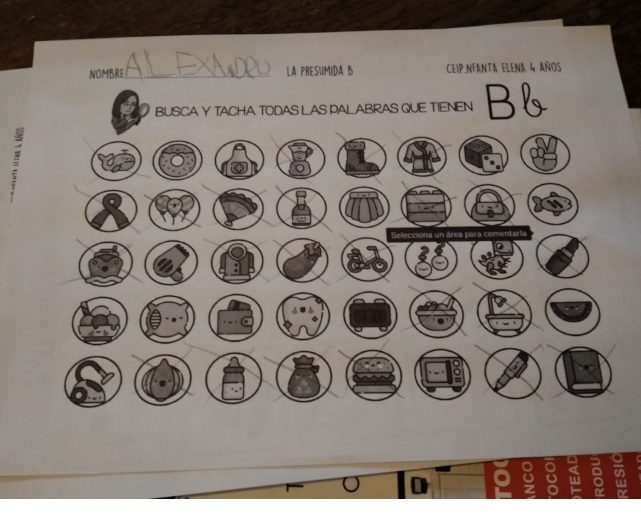 NOMBRE ALEXANDRU LA PRESUMIDA B CEIP.NFANTA ELENA 4 AÑOS
BUSCA Y TACHA TODAS LAS PALABRAS QUE TIENEN B b
Selecciona un área para comentarla